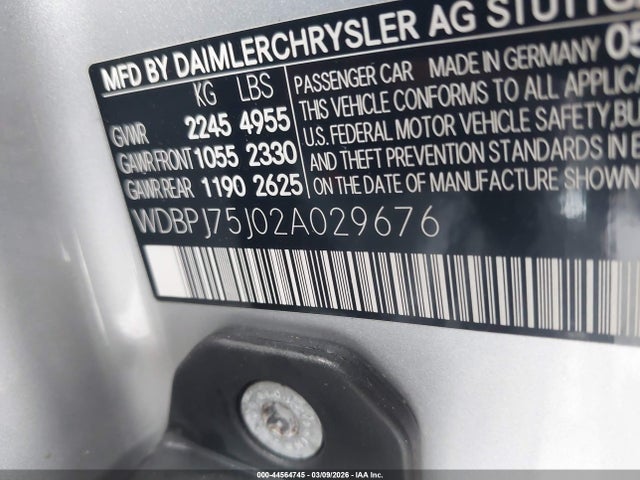 MFD BY DAIMLERCHRYSLER AG
KG LBS
GVWR 2245 4955
GAWR FRONT 1055 2330
GAWR REAR 1190 2625
PASSENGER CAR MADE IN GERMANY
THIS VEHICLE CONFORMS TO ALL
U.S. FEDERAL MOTOR VEHICLE SAFETY,
AND THEFT PREVENTION STANDARDS IN
ON THE DATE OF MANUFACTURE SHOWN
WDBPJ75J02A029676
000-44564745 | 03/09/2026 | IAA Inc.